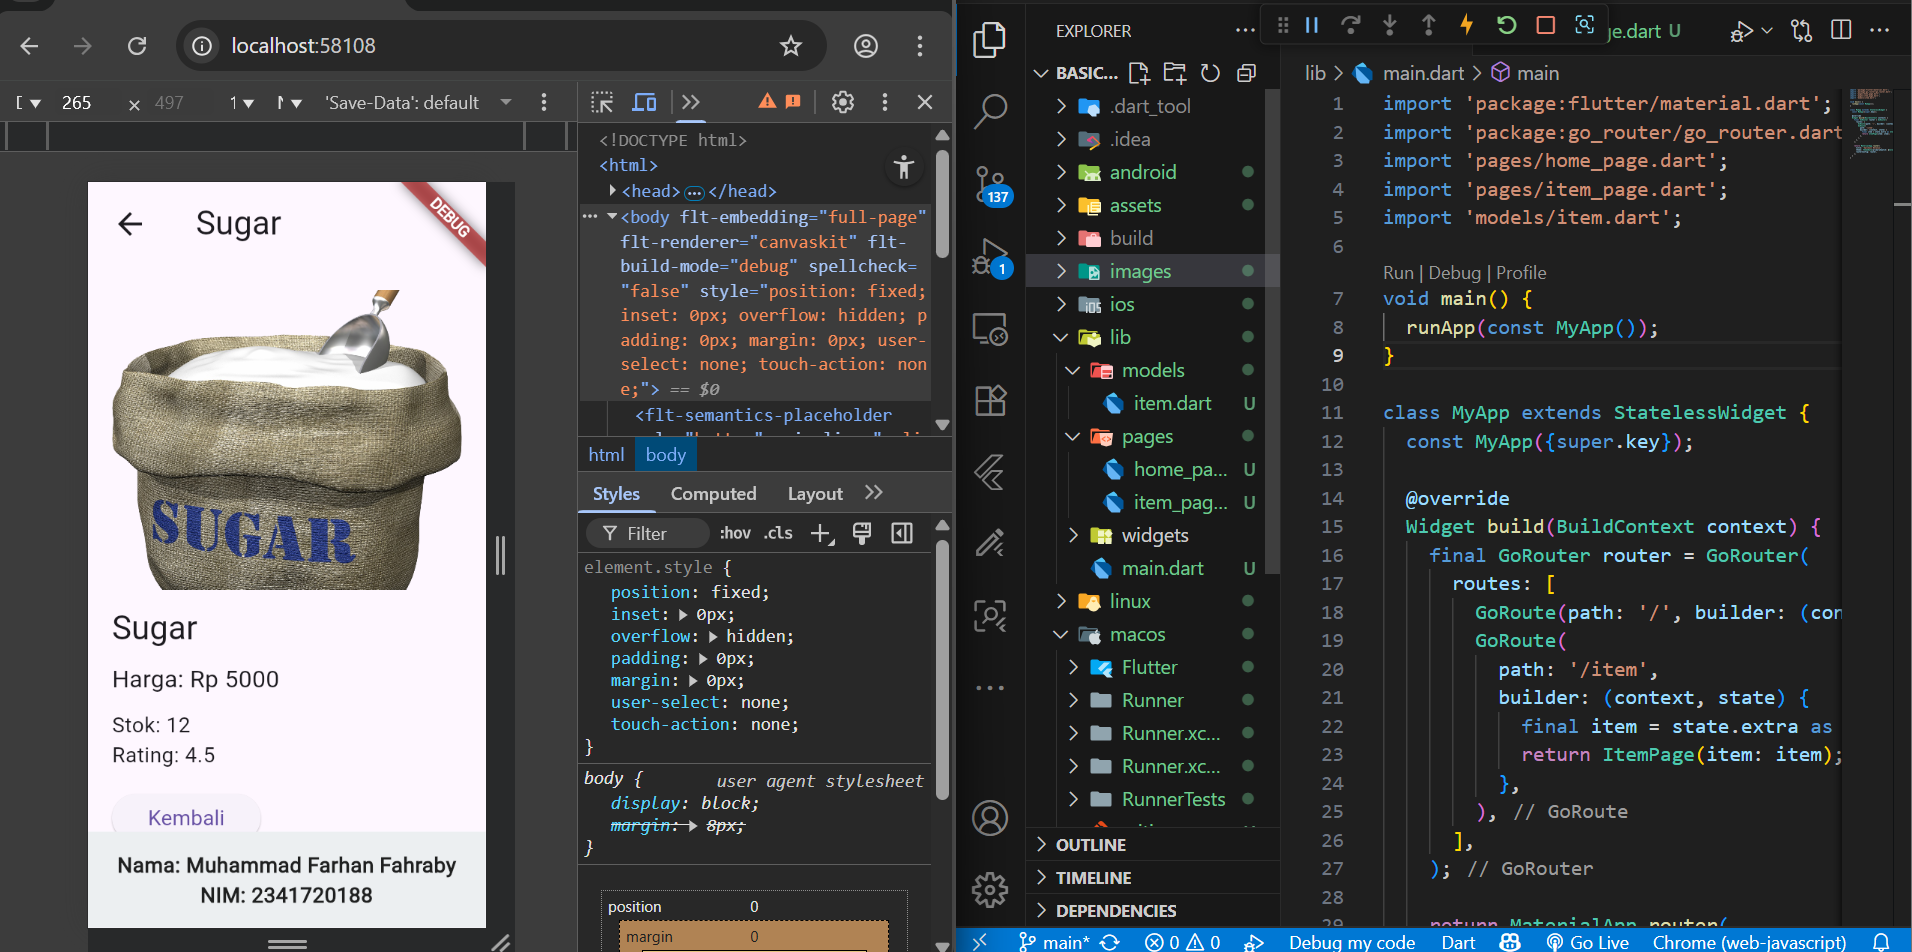 localhost:58108
265 × 497
1
'Save-Data': default
Sugar
DEBUG
SUGAR
Sugar
Harga: Rp 5000
Stok: 12
Rating: 4.5
Kembali
Nama: Muhammad Farhan Fahraby
NIM: 2341720188
<!DOCTYPE html>
<html>
<head> ••• </head>
••• <body flt-embedding="full-page"
flt-renderer="canvaskit" flt-
build-mode="debug" spellcheck=
"false" style="position: fixed;
inset: 0px; overflow: hidden; p
adding: 0px; margin: 0px; user-
select: none; touch-action: non
e;"> == $0
<flt-semantics-placeholder
html body
Styles Computed Layout
Filter :hov .cls
element.style {
position: fixed;
inset: 0px;
overflow: hidden;
padding: 0px;
margin: 0px;
user-select: none;
touch-action: none;
}
body { user agent stylesheet
display: block;
margin: 8px;
}
position 0
margin 0
137
1
EXPLORER
BASIC...
.dart_tool
.idea
android
assets
build
images
ios
lib
models
item.dart U
pages
home_pa... U
item_pag... U
widgets
main.dart U
linux
macos
Flutter
Runner
Runner.xc...
Runner.xc...
RunnerTests
OUTLINE
TIMELINE
DEPENDENCIES
ge.dart U
lib > main.dart > main
1 import 'package:flutter/material.dart';
2 import 'package:go_router/go_router.dart
3 import 'pages/home_page.dart';
4 import 'pages/item_page.dart';
5 import 'models/item.dart';
6
Run | Debug | Profile
7 void main() {
8 runApp(const MyApp());
9 }
10
11 class MyApp extends StatelessWidget {
12 const MyApp({super.key});
13
14 @override
15 Widget build(BuildContext context) {
16 final GoRouter router = GoRouter(
17 routes: [
18 GoRoute(path: '/', builder: (con
19 GoRoute(
20 path: '/item',
21 builder: (context, state) {
22 final item = state.extra as
23 return ItemPage(item: item);
24 },
25 ), // GoRoute
26 ],
27 ); // GoRouter
28
29 return MaterialApp.router(
main* 0 0 Debug my code Dart Go Live Chrome (web-javascript)